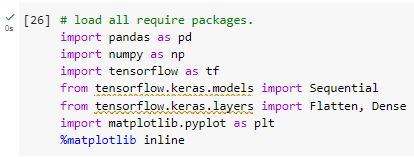 [26] # load all require packages.
import pandas as pd
import numpy as np
import tensorflow as tf
from tensorflow.keras.models import Sequential
from tensorflow.keras.layers import Flatten, Dense
import matplotlib.pyplot as plt
%matplotlib inline
0s